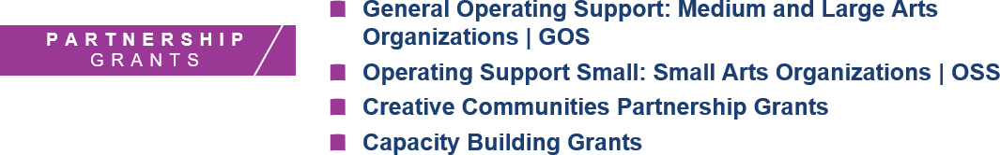 PARTNERSHIP
GRANTS
General Operating Support: Medium and Large Arts
Organizations | GOS
Operating Support Small: Small Arts Organizations | OSS
Creative Communities Partnership Grants
Capacity Building Grants